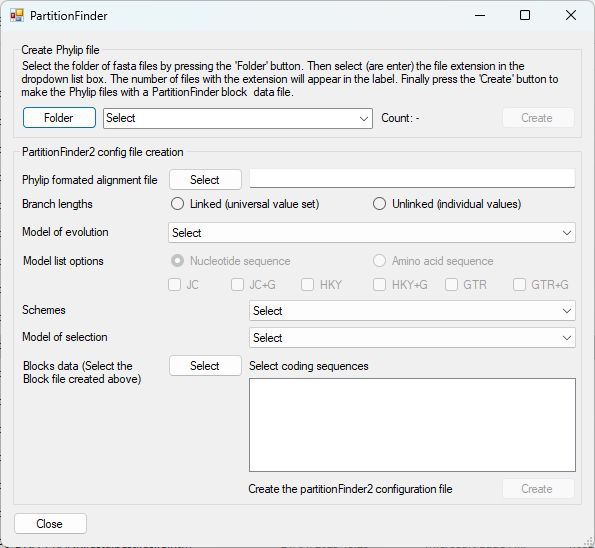 PartitionFinder
Create Phylip file
Select the folder of fasta files by pressing the 'Folder' button. Then select (are enter) the file extension in the
dropdown list box. The number of files with the extension will appear in the label. Finally press the 'Create' button to
make the Phylip files with a PartitionFinder block data file.
Folder Select Count: - Create
PartitionFinder2 config file creation
Phylip formated alignment file Select
Branch lengths Linked (universal value set) Unlinked (individual values)
Model of evolution Select
Model list options Nucleotide sequence Amino acid sequence
JC JC+G HKY HKY+G GTR GTR+G
Schemes Select
Model of selection Select
Blocks data (Select the Select Select coding sequences
Block file created above)
Create the partitionFinder2 configuration file Create
Close